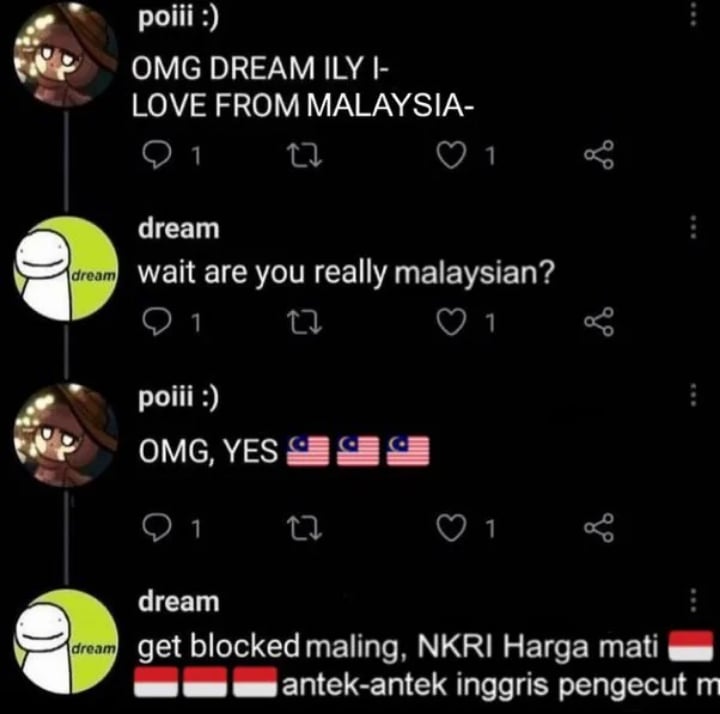 poiii :)
OMG DREAM ILY I-
LOVE FROM MALAYSIA-
1 1
dream
dream wait are you really malaysian?
1 1
poiii :)
OMG, YES 🇲🇾 🇲🇾 🇲🇾
1 1
dream
dream get blocked maling, NKRI Harga mati 🇮🇩
🇮🇩🇮🇩🇮🇩 antek-antek inggris pengecut m